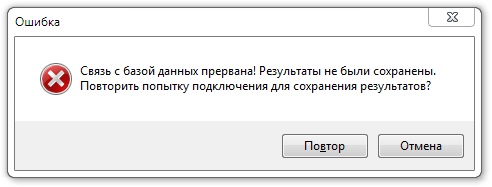 Ошибка
Связь с базой данных прервана! Результаты не были сохранены.
Повторить попытку подключения для сохранения результатов?
Повтор
Отмена